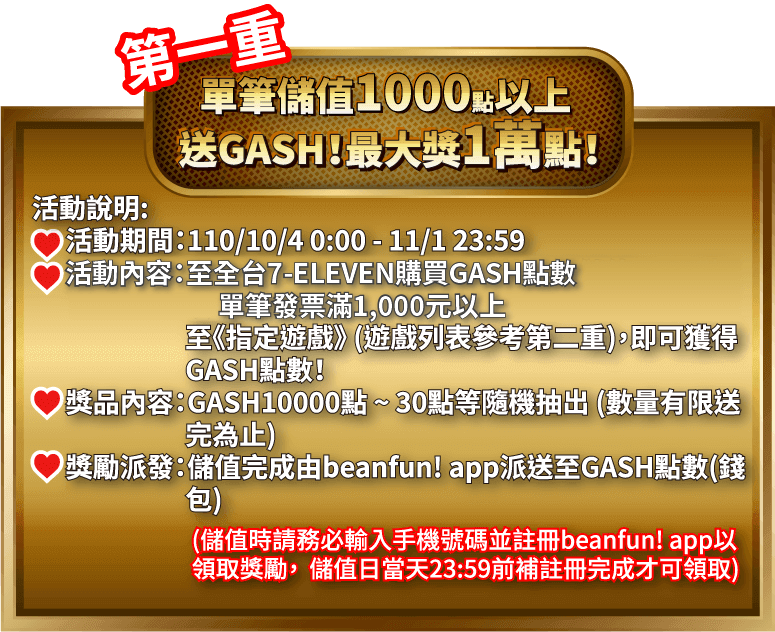 第一重
單筆儲值1000點以上
送GASH!最大獎1萬點!
活動說明:
活動期間:110/10/4 0:00 - 11/1 23:59
活動內容:至全台7-ELEVEN購買GASH點數
單筆發票滿1,000元以上
至《指定遊戲》(遊戲列表參考第二重),即可獲得
GASH點數!
獎品內容:GASH10000點 ~ 30點等隨機抽出 (數量有限送
完為止)
獎勵派發:儲值完成由beanfun! app派送至GASH點數(錢
包)
(儲值時請務必輸入手機號碼並註冊beanfun! app以
領取獎勵, 儲值日當天23:59前補註冊完成才可領取)